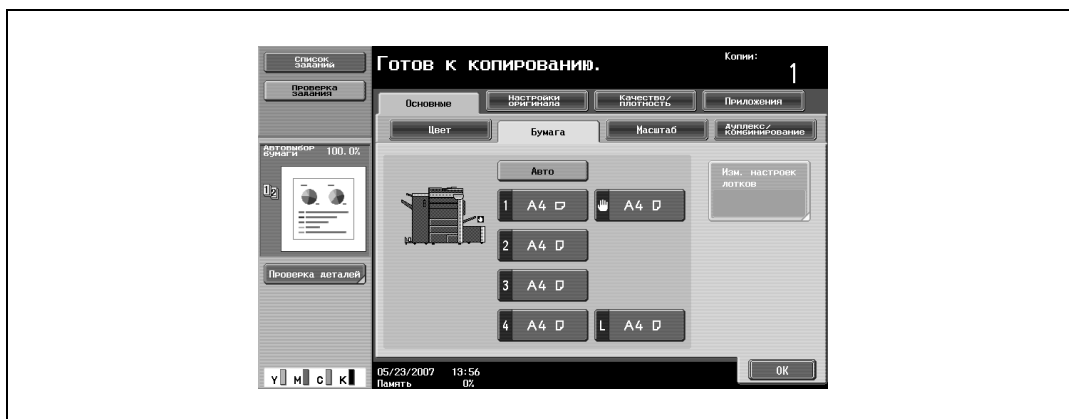 Список
заданий
Проверка
задания
Готов к копированию.
Копии:
1
Основные
Настройки
оригинала
Качество/
плотность
Приложения
Цвет
Бумага
Масштаб
Дуплекс/
комбинирование
Автовыбор
бумаги 100.0%
Авто
Изм. настроек
лотков
1 A4
A4
2 A4
3 A4
4 A4
L A4
Проверка деталей
Y M C K
05/23/2007 13:56
Память 0%
OK